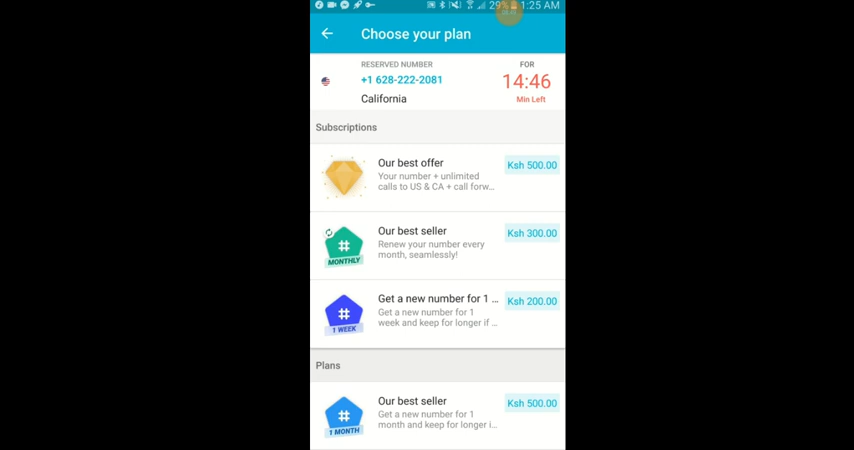 29% 1:25 AM
Choose your plan
RESERVED NUMBER
FOR
+1 628-222-2081
14:46
California
Min Left
Subscriptions
Our best offer
Ksh 500.00
Your number + unlimited
calls to US & CA + call forw...
Our best seller
Ksh 300.00
Renew your number every
month, seamlessly!
#
MONTHLY
Get a new number for 1 ...
Ksh 200.00
Get a new number for 1
week and keep for longer if ...
#
1 WEEK
Plans
Our best seller
Ksh 500.00
Get a new number for 1
month and keep for longer i...
#
1 MONTH